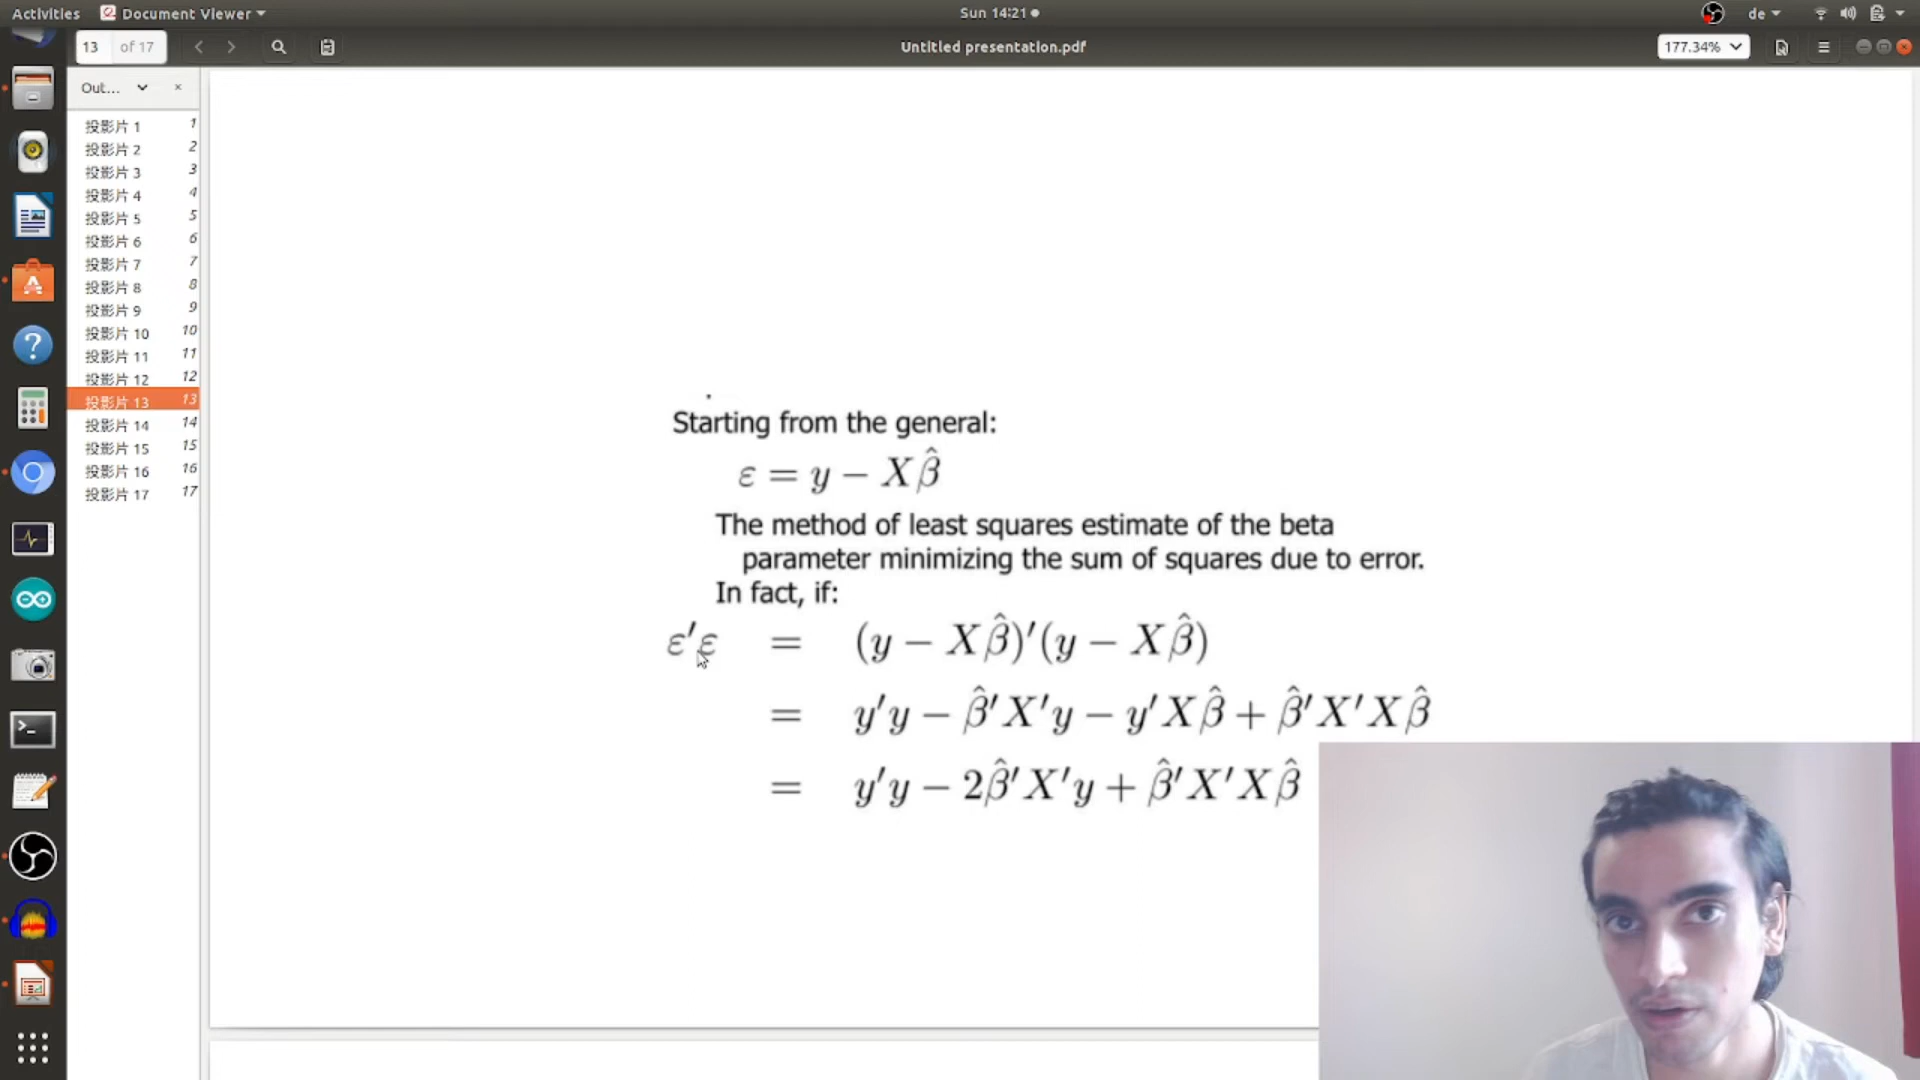 Activities Document Viewer Sun 14:21 de
13 of 17 Untitled presentation.pdf 177.34%
Out...
投影片 1 1
投影片 2 2
投影片 3 3
投影片 4 4
投影片 5 5
投影片 6 6
投影片 7 7
投影片 8 8
投影片 9 9
投影片 10 10
投影片 11 11
投影片 12 12
投影片 13 13
投影片 14 14
投影片 15 15
投影片 16 16
投影片 17 17
Starting from the general:
ε = y − Xβ̂
The method of least squares estimate of the beta
parameter minimizing the sum of squares due to error.
In fact, if:
ε′ε = (y − Xβ̂)′(y − Xβ̂)
= y′y − β̂′X′y − y′Xβ̂ + β̂′X′Xβ̂
= y′y − 2β̂′X′y + β̂′X′Xβ̂